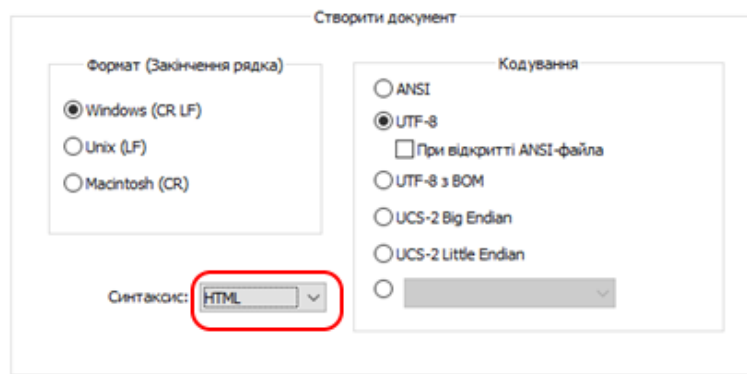 Створити документ
Формат (Закінчення рядка)
Windows (CR LF)
Unix (LF)
Macintosh (CR)
Синтаксис: HTML
Кодування
ANSI
UTF-8
При відкритті ANSI-файла
UTF-8 з BOM
UCS-2 Big Endian
UCS-2 Little Endian